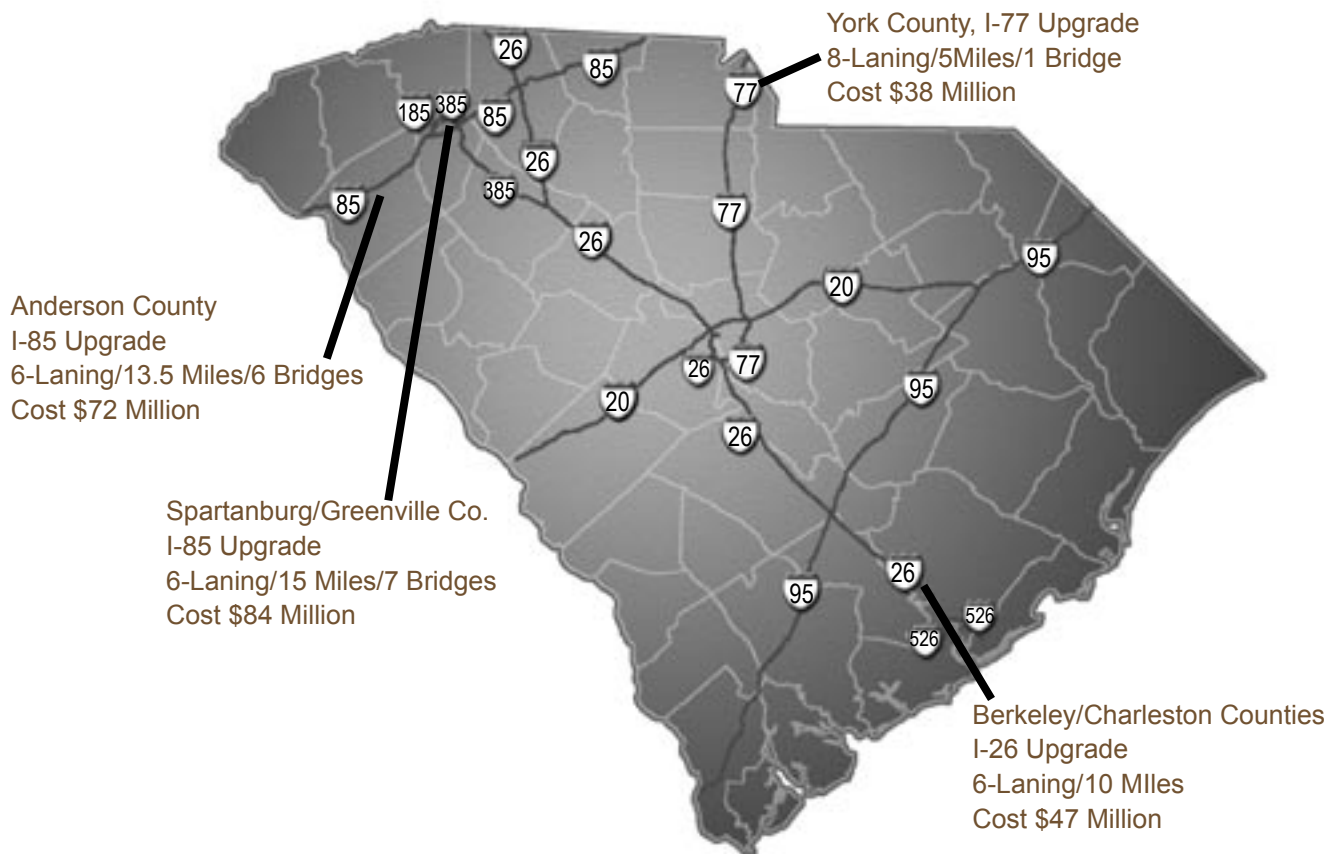 York County, I-77 Upgrade
8-Laning/5Miles/1 Bridge
Cost $38 Million
26
85
77
385
185
85
26
385
85
77
26
95
20
26
77
95
20
26
Anderson County
I-85 Upgrade
6-Laning/13.5 Miles/6 Bridges
Cost $72 Million
Spartanburg/Greenville Co.
I-85 Upgrade
6-Laning/15 Miles/7 Bridges
Cost $84 Million
26
95
526
526
Berkeley/Charleston Counties
I-26 Upgrade
6-Laning/10 MIles
Cost $47 Million